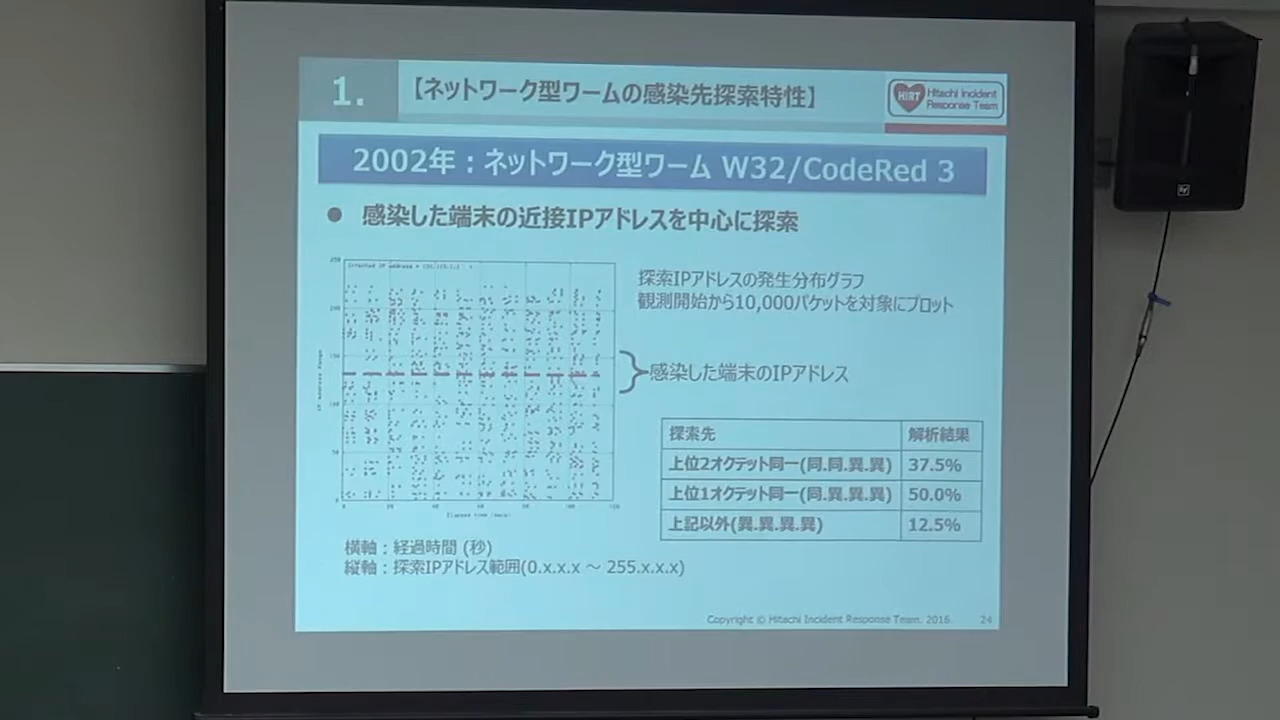 1.
【ネットワーク型ワームの感染先探索特性】
HIRT
Hitachi Incident
Response Team
2002年：ネットワーク型ワーム W32/CodeRed 3
● 感染した端末の近接IPアドレスを中心に探索
探索IPアドレスの発生分布グラフ
観測開始から10,000パケットを対象にプロット
感染した端末のIPアドレス
探索先 解析結果
上位2オクテット同一(同.同.異.異) 37.5%
上位1オクテット同一(同.異.異.異) 50.0%
上記以外(異.異.異.異) 12.5%
横軸：経過時間 (秒)
縦軸：探索IPアドレス範囲(0.x.x.x ～ 255.x.x.x)
Copyright © Hitachi Incident Response Team. 2016. 24